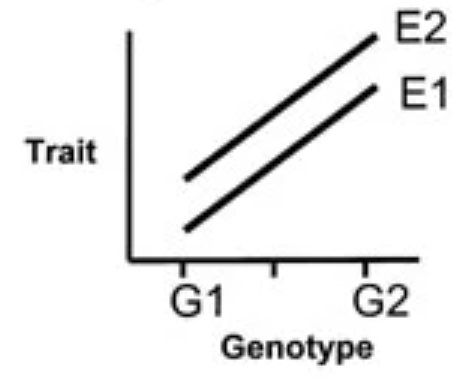 E2
E1
Trait
G1 G2
Genotype